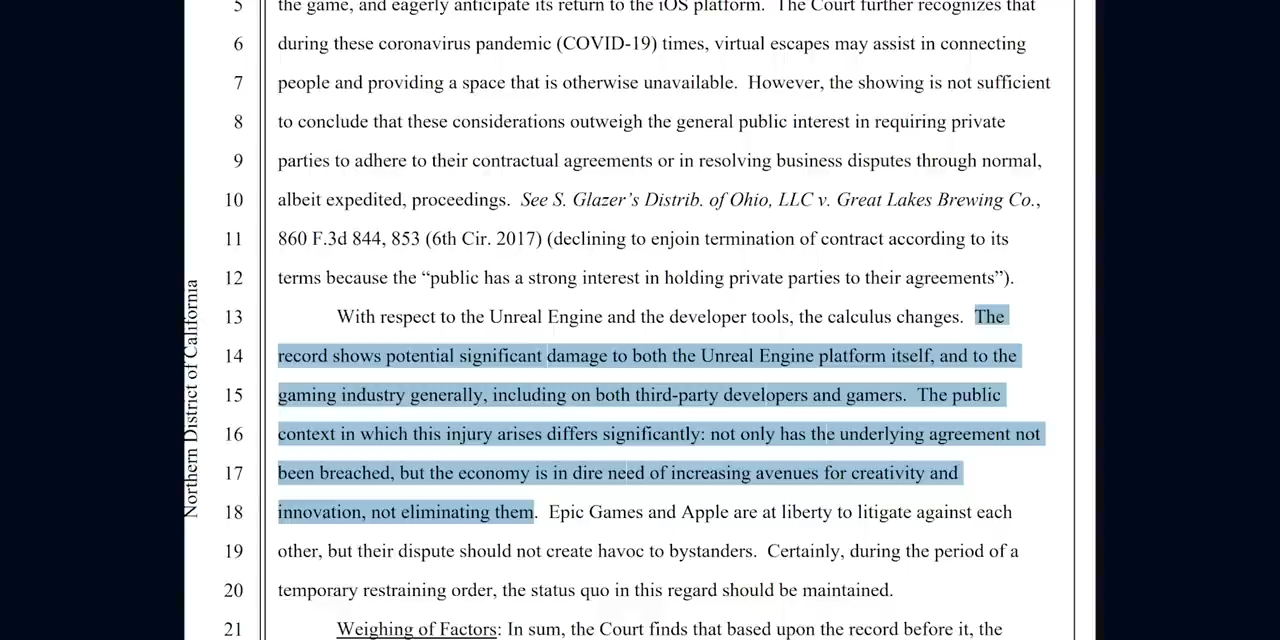 5 the game, and eagerly anticipate its return to the iOS platform.  The Court further recognizes that
6 during these coronavirus pandemic (COVID-19) times, virtual escapes may assist in connecting
7 people and providing a space that is otherwise unavailable.  However, the showing is not sufficient
8 to conclude that these considerations outweigh the general public interest in requiring private
9 parties to adhere to their contractual agreements or in resolving business disputes through normal,
10 albeit expedited, proceedings.  See S. Glazer’s Distrib. of Ohio, LLC v. Great Lakes Brewing Co.,
11 860 F.3d 844, 853 (6th Cir. 2017) (declining to enjoin termination of contract according to its
12 terms because the “public has a strong interest in holding private parties to their agreements”).
13 With respect to the Unreal Engine and the developer tools, the calculus changes.  The
14 record shows potential significant damage to both the Unreal Engine platform itself, and to the
15 gaming industry generally, including on both third-party developers and gamers.  The public
16 context in which this injury arises differs significantly: not only has the underlying agreement not
17 been breached, but the economy is in dire need of increasing avenues for creativity and
18 innovation, not eliminating them.  Epic Games and Apple are at liberty to litigate against each
19 other, but their dispute should not create havoc to bystanders.  Certainly, during the period of a
20 temporary restraining order, the status quo in this regard should be maintained.
21 Weighing of Factors: In sum, the Court finds that based upon the record before it, the
Northern District of California